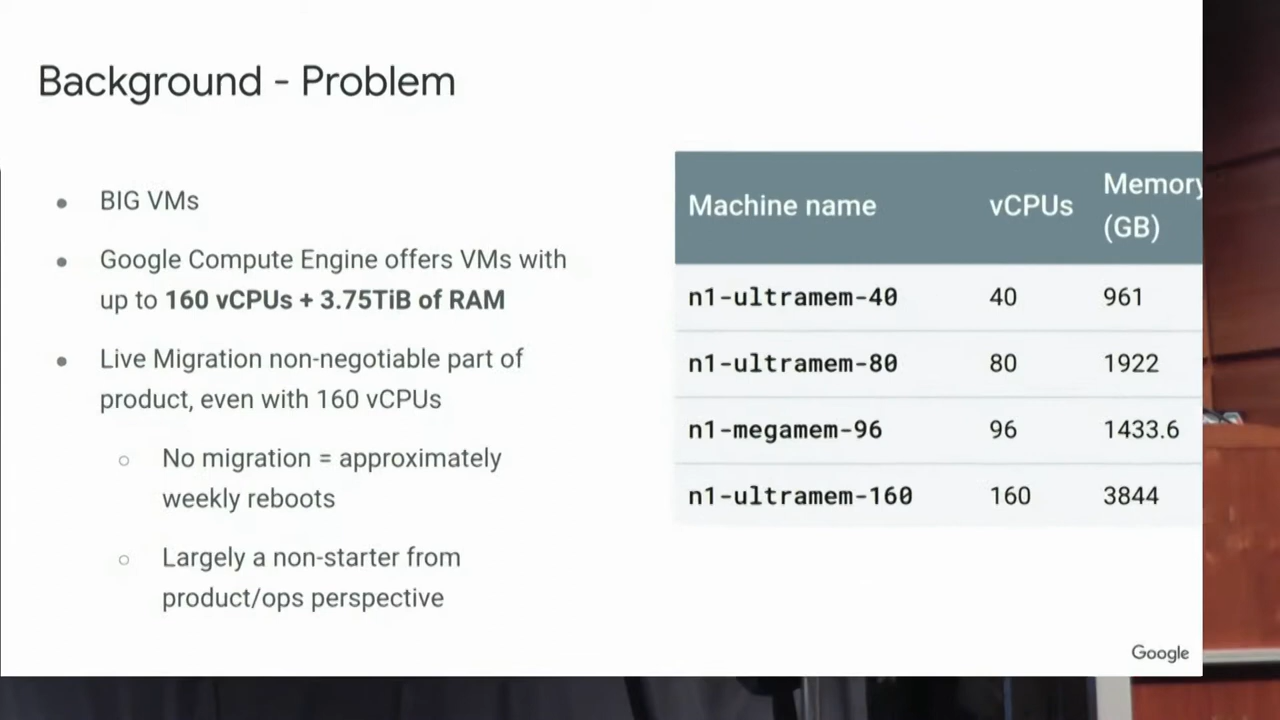 Background - Problem
BIG VMs
Google Compute Engine offers VMs with
up to 160 vCPUs + 3.75TiB of RAM
Live Migration non-negotiable part of
product, even with 160 vCPUs
No migration = approximately
weekly reboots
Largely a non-starter from
product/ops perspective
Machine name vCPUs Memory
(GB)
n1-ultramem-40 40 961
n1-ultramem-80 80 1922
n1-megamem-96 96 1433.6
n1-ultramem-160 160 3844
Google